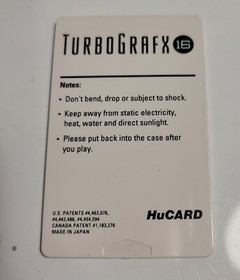 TURBOGRAFX 16
Notes:
• Don't bend, drop or subject to shock.
• Keep away from static electricity,
heat, water and direct sunlight.
• Please put back into the case after
you play.
U.S. PATENTS #4,462,076,
#4,442,486, #4,454,594
CANADA PATENT #1,183,276
MADE IN JAPAN
HuCARD